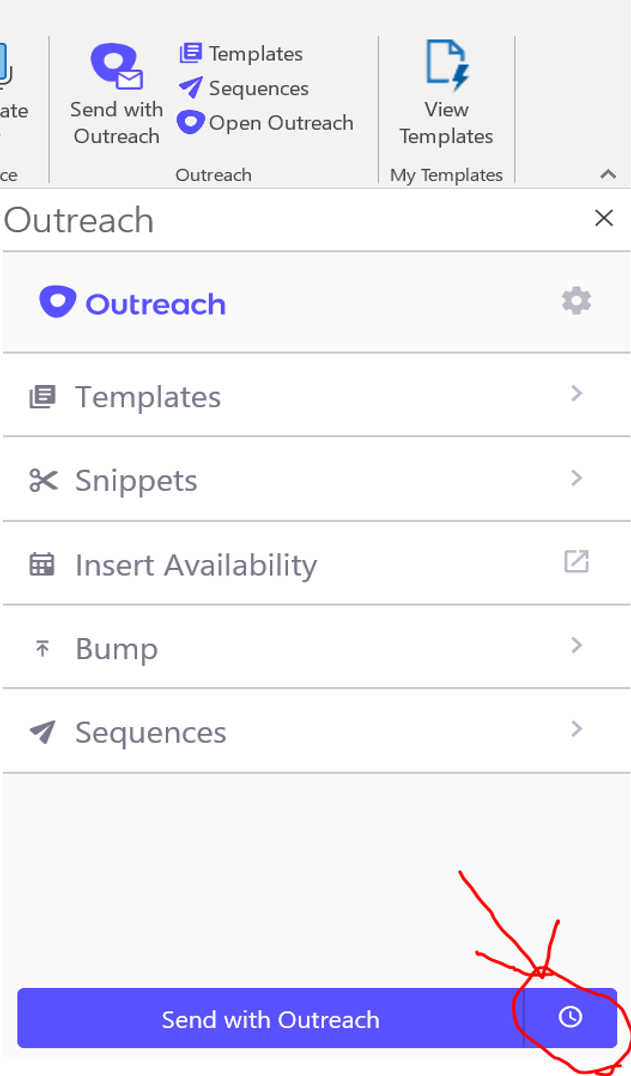 Templates
Send with
Outreach
Sequences
Open Outreach
View
Templates
ate
ce
Outreach
My Templates
Outreach
Outreach
Templates
Snippets
Insert Availability
Bump
Sequences
Send with Outreach